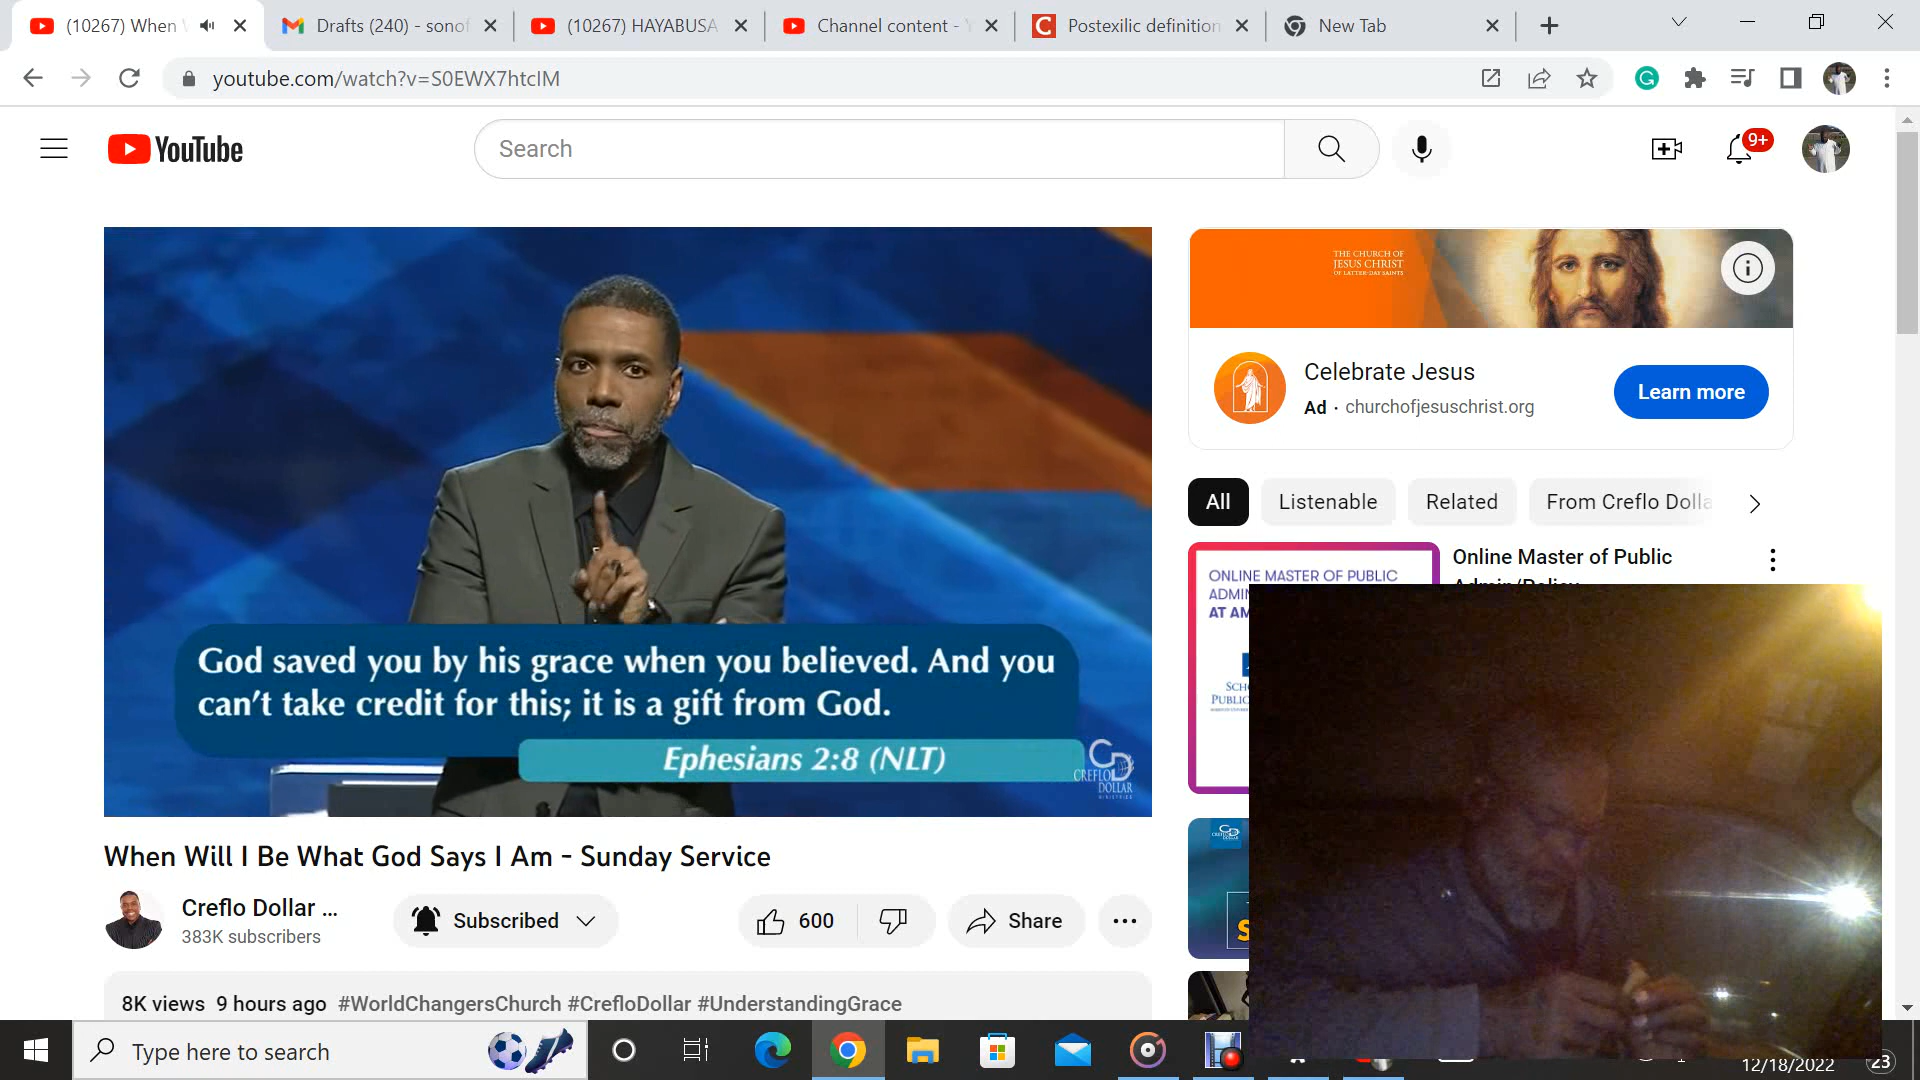 (10267) When
Drafts (240) - sonof
(10267) HAYABUSA
Channel content -
Postexilic definition
New Tab
youtube.com/watch?v=S0EWX7htcIM
YouTube
Search
9+
THE CHURCH OF
JESUS CHRIST
OF LATTER-DAY SAINTS
Celebrate Jesus
Ad · churchofjesuschrist.org
Learn more
All
Listenable
Related
From Creflo Dolla
ONLINE MASTER OF PUBLIC
Online Master of Public
God saved you by his grace when you believed. And you
can't take credit for this; it is a gift from God.
Ephesians 2:8 (NLT)
CREFLO
DOLLAR
MINISTRIES
When Will I Be What God Says I Am - Sunday Service
Creflo Dollar ...
383K subscribers
Subscribed
600
Share
8K views 9 hours ago #WorldChangersChurch #CrefloDollar #UnderstandingGrace
Type here to search
12/18/2022
23